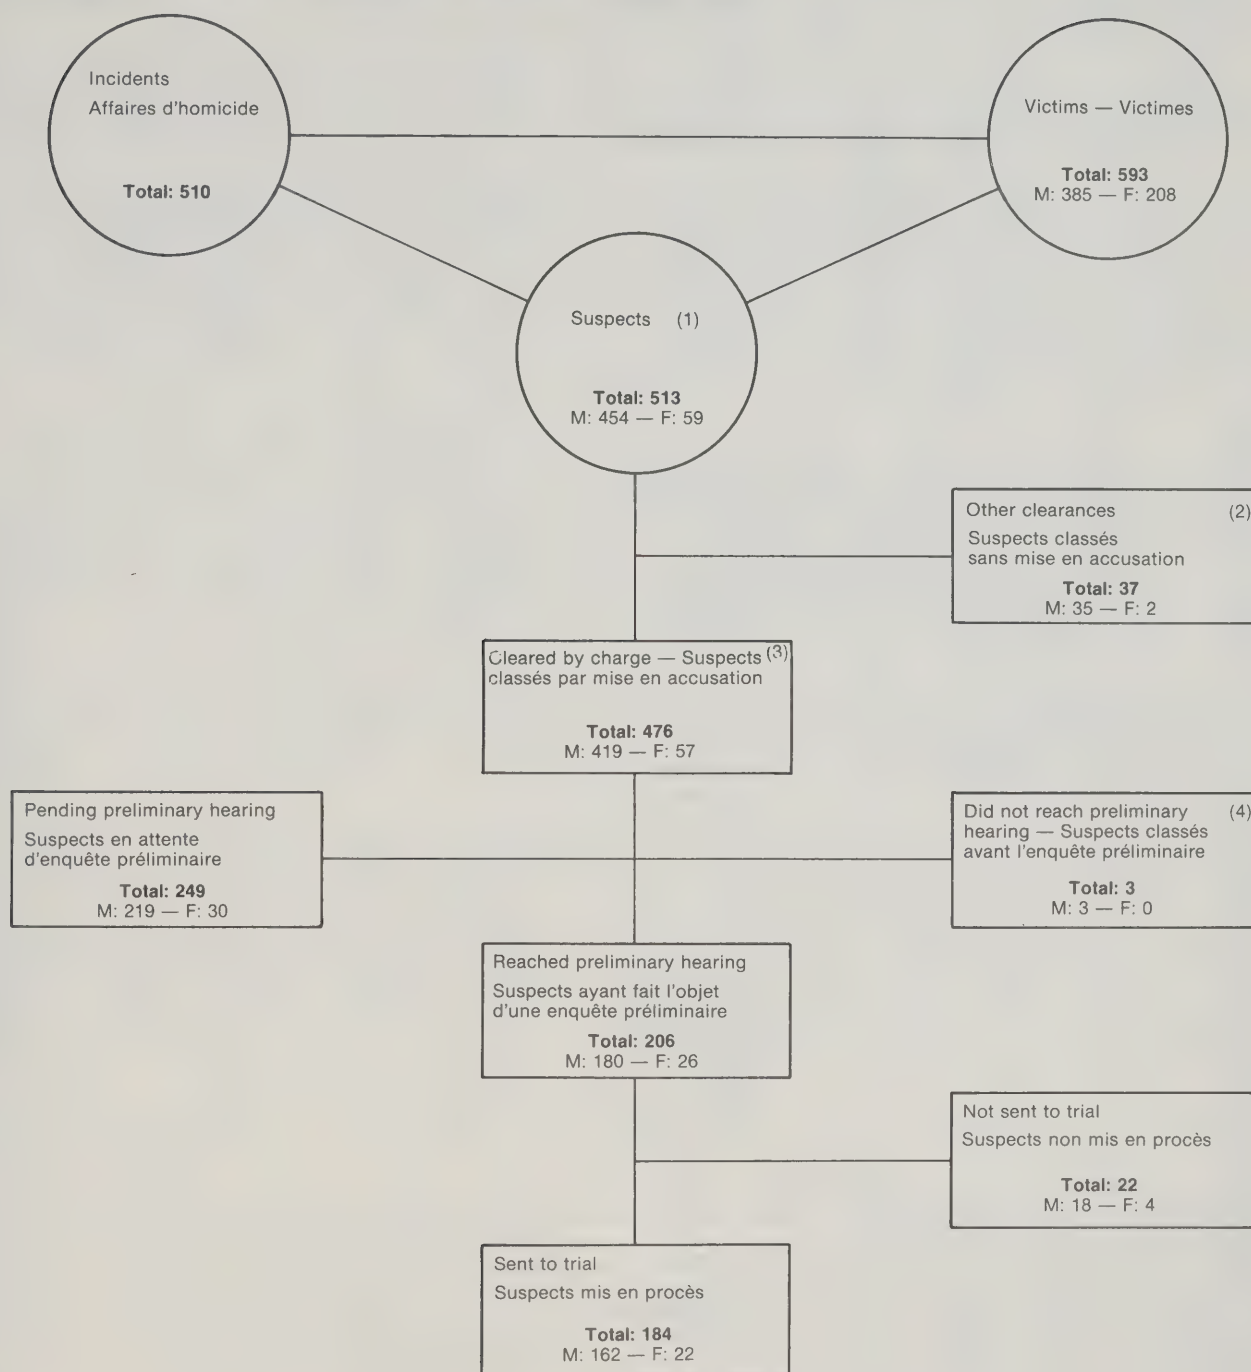 Incidents
Affaires d'homicide
Total: 510
Victims — Victimes
Total: 593
M: 385 — F: 208
Suspects (1)
Total: 513
M: 454 — F: 59
Other clearances (2)
Suspects classés
sans mise en accusation
Total: 37
M: 35 — F: 2
Cleared by charge — Suspects (3)
classés par mise en accusation
Total: 476
M: 419 — F: 57
Pending preliminary hearing
Suspects en attente
d'enquête préliminaire
Total: 249
M: 219 — F: 30
Did not reach preliminary (4)
hearing — Suspects classés
avant l'enquête préliminaire
Total: 3
M: 3 — F: 0
Reached preliminary hearing
Suspects ayant fait l'objet
d'une enquête préliminaire
Total: 206
M: 180 — F: 26
Not sent to trial
Suspects non mis en procès
Total: 22
M: 18 — F: 4
Sent to trial
Suspects mis en procès
Total: 184
M: 162 — F: 22